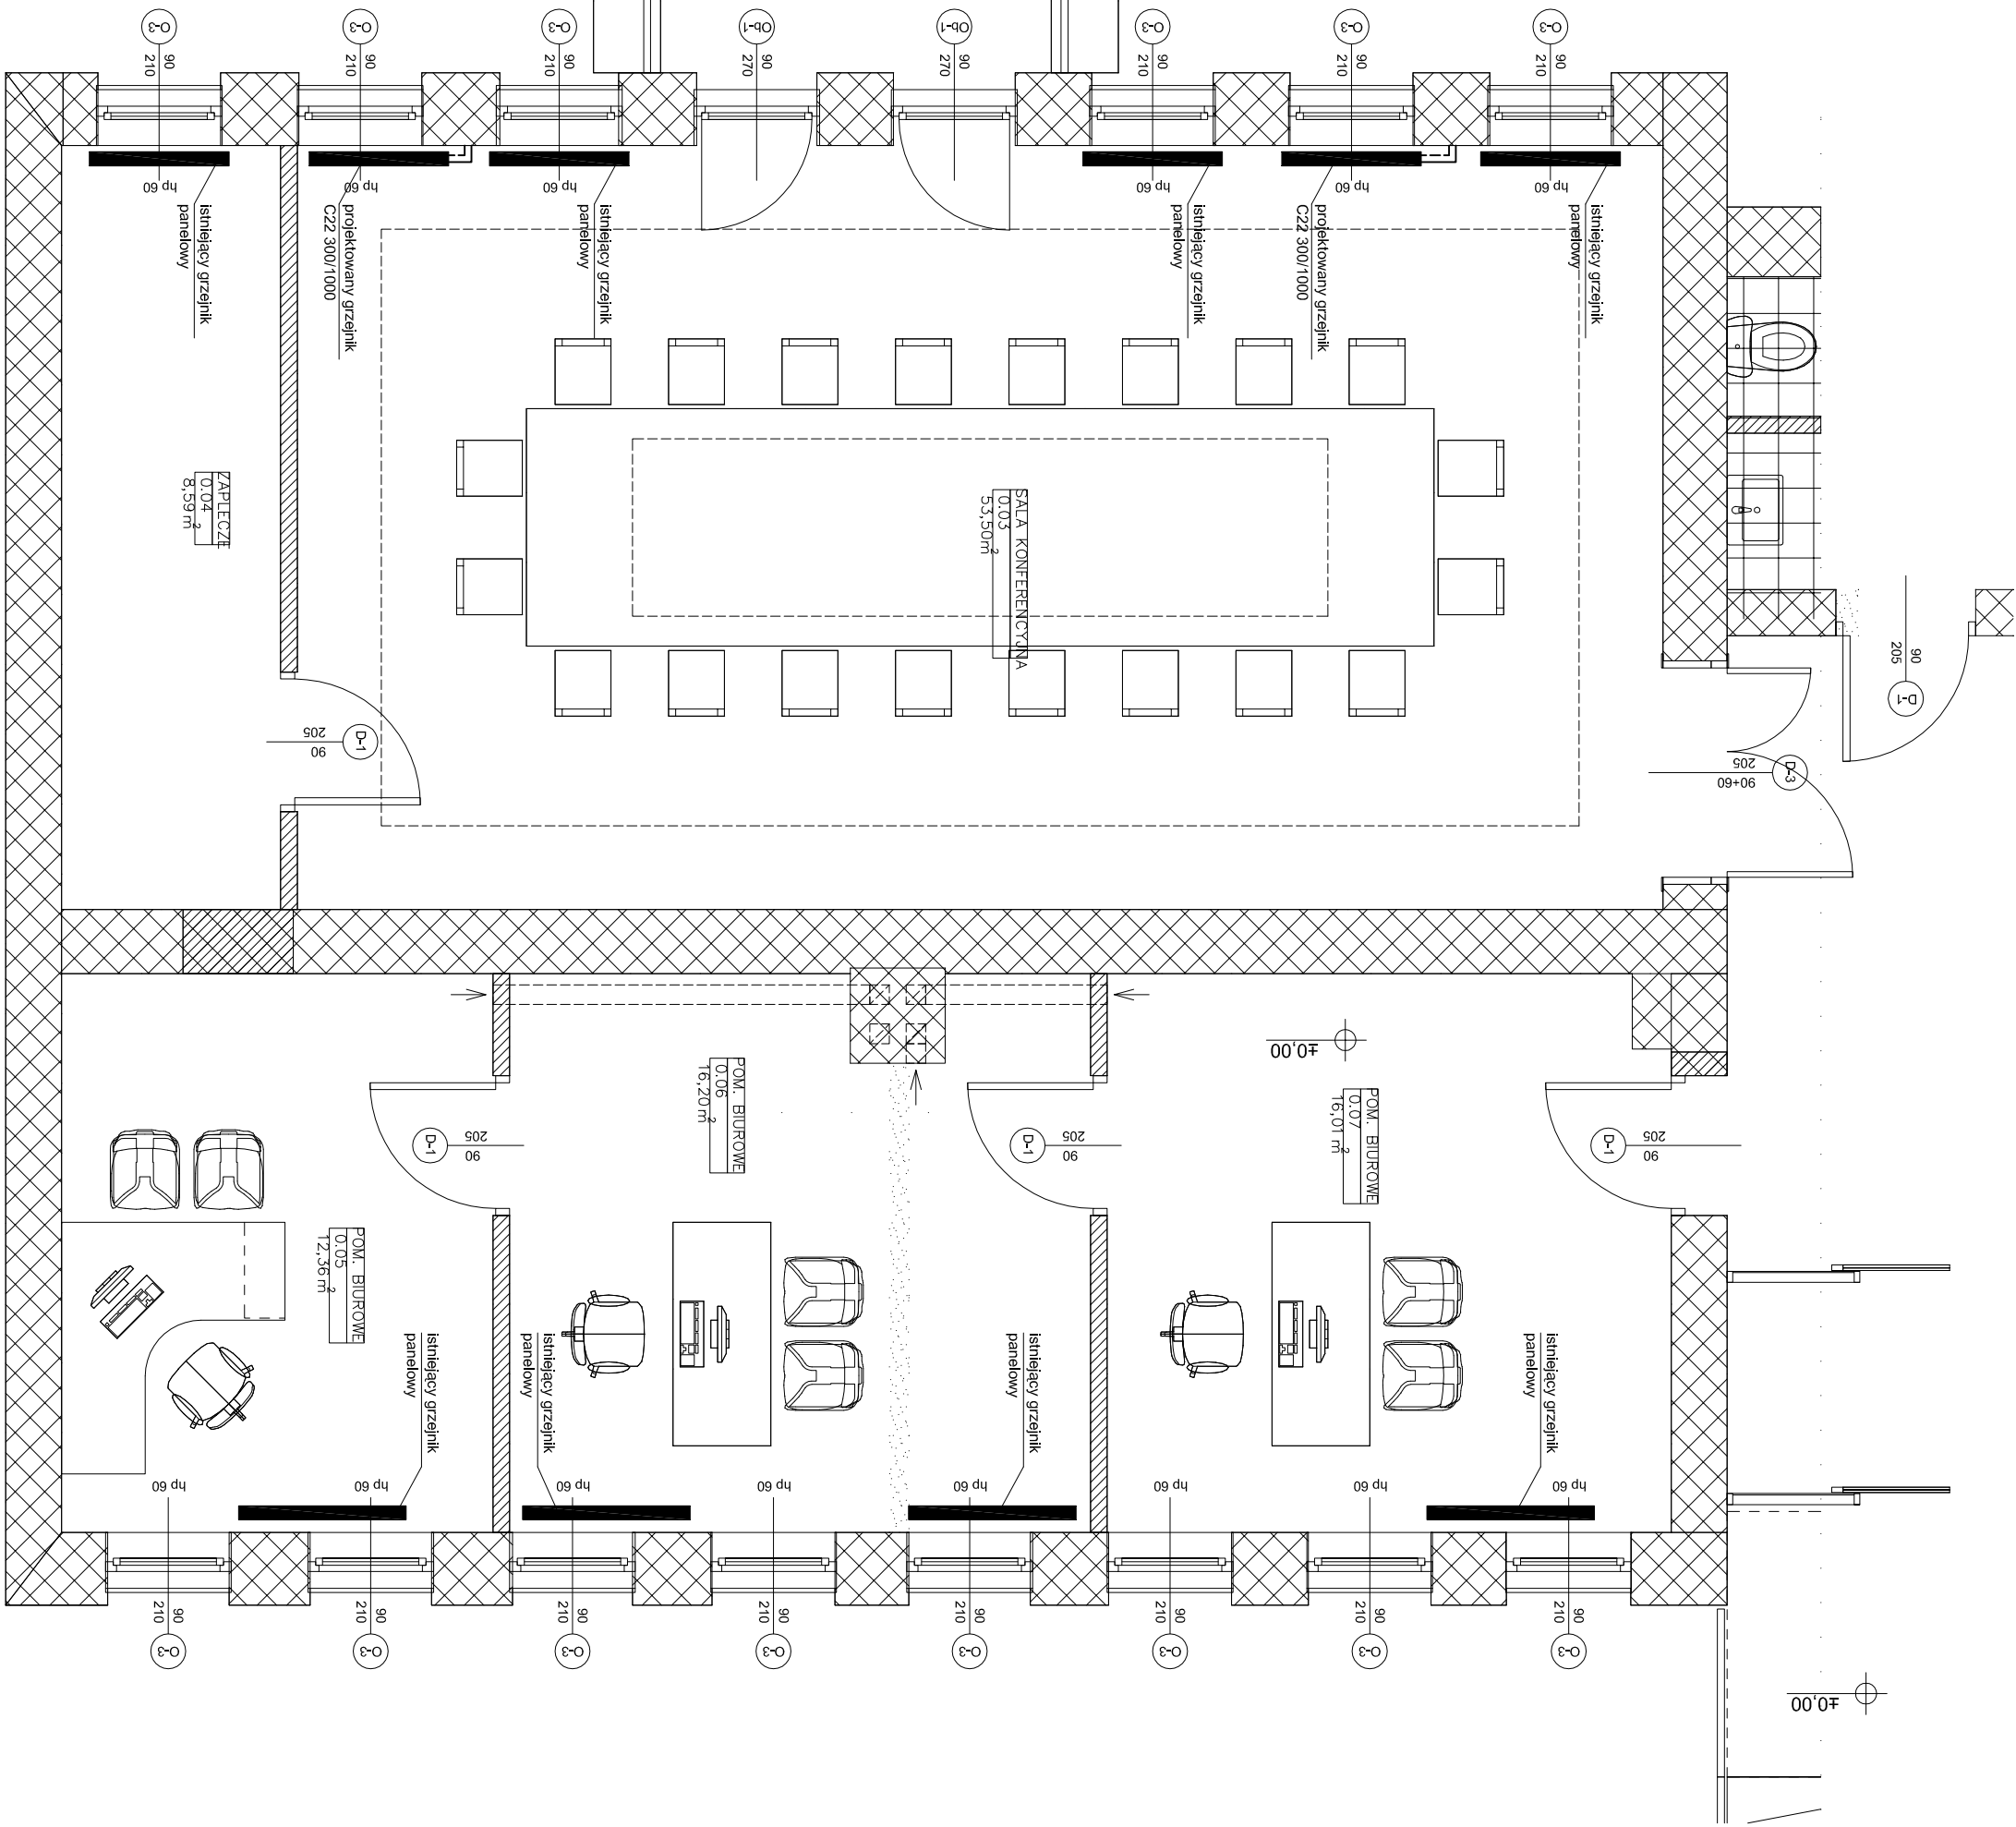 O-3
90
210
O-3
90
210
O-3
90
210
Ob-1
90
270
Ob-1
90
270
O-3
90
210
O-3
90
210
O-3
90
210
hp 60
hp 60
hp 60
hp 60
hp 60
hp 60
istniejący grzejnik
panelowy
projektowany grzejnik
C22 300/1000
istniejący grzejnik
panelowy
istniejący grzejnik
panelowy
projektowany grzejnik
C22 300/1000
istniejący grzejnik
panelowy
ZAPLECZE
0.04
8,59 m²
SALA KONFERENCYJNA
0.03
53,50m²
90
205
D-1
D-1
205
90
D-3
205
90+60
±0,00
POM. BIUROWE
0.06
16,20 m²
POM. BIUROWE
0.07
16,01 m²
D-1
205
90
D-1
205
90
D-1
205
90
POM. BIUROWE
0.05
12,36 m²
istniejący grzejnik
panelowy
istniejący grzejnik
panelowy
istniejący grzejnik
panelowy
istniejący grzejnik
panelowy
hp 60
hp 60
hp 60
hp 60
hp 60
hp 60
hp 60
hp 60
90
210
O-3
90
210
O-3
90
210
O-3
90
210
O-3
90
210
O-3
90
210
O-3
90
210
O-3
90
210
O-3
±0,00